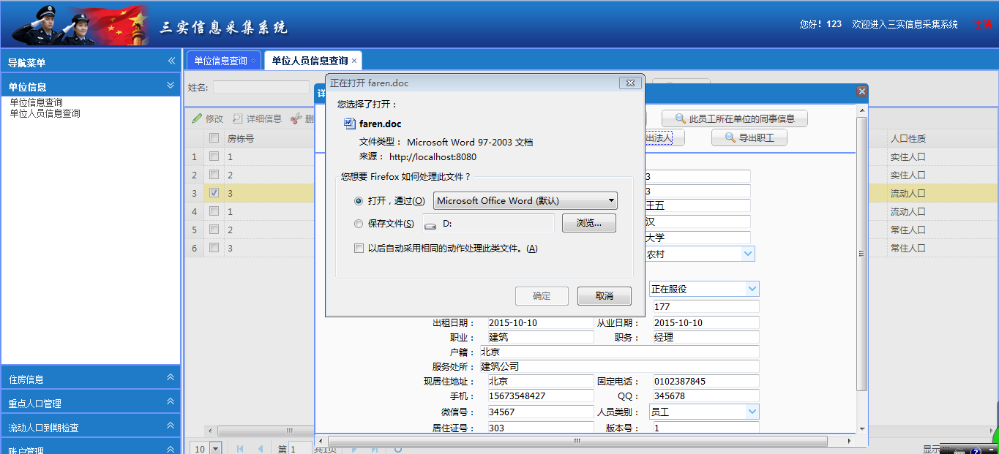 三实信息采集系统
您好！123 欢迎进入三实信息采集系统
导航菜单
单位信息
单位信息查询
单位人员信息查询
住房信息
重点人口管理
流动人口到期检查
账户管理
单位信息查询 单位人员信息查询
姓名:
修改 详细信息 删
房栋号 人口性质
1 1 实住人口
2 2 实住人口
3 3 流动人口
4 1 流动人口
5 2 常住人口
6 3 常住人口
10 第 1 共1页 显示
正在打开 faren.doc
您选择了打开：
faren.doc
文件类型： Microsoft Word 97-2003 文档
来源： http://localhost:8080
您想要 Firefox 如何处理此文件？
打开，通过(O) Microsoft Office Word (默认)
保存文件(S) D: 浏览...
以后自动采用相同的动作处理此类文件。(A)
确定 取消
详
此员工所在单位的同事信息
出法人 导出职工
3
3
王五
汉
大学
农村
正在服役
177
出租日期： 2015-10-10 从业日期： 2015-10-10
职业： 建筑 职务： 经理
户籍： 北京
服务处所： 建筑公司
现居住地址： 北京 固定电话： 0102387845
手机： 15673548427 QQ： 345678
微信号： 34567 人员类别： 员工
居住证号： 303 版本号： 1